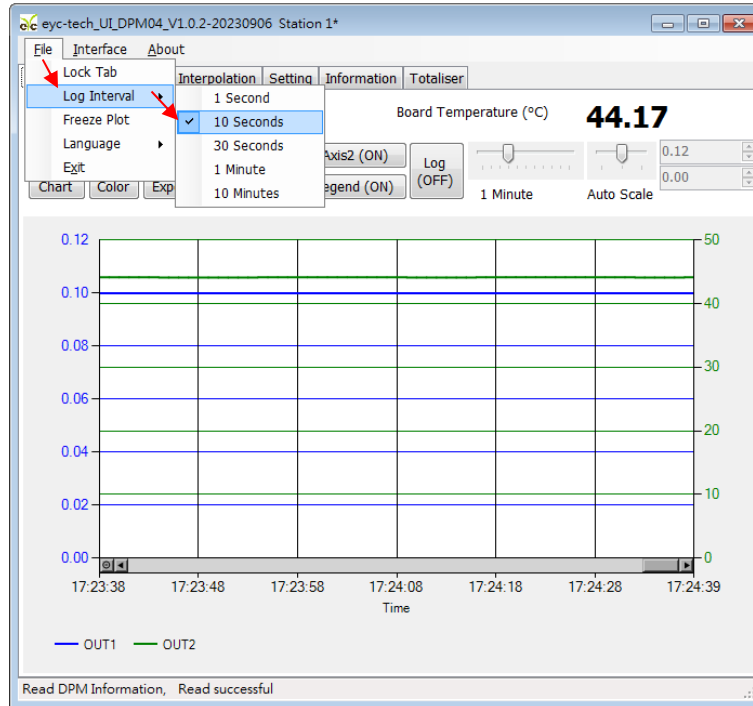 eyc eyc-tech_UI_DPM04_V1.0.2-20230906 Station 1*
File Interface About
Lock Tab
Log Interval
Freeze Plot
Language
Exit
1 Second
10 Seconds
30 Seconds
1 Minute
10 Minutes
Interpolation Setting Information Totaliser
Board Temperature (°C) 44.17
Axis2 (ON)
Log
(OFF)
0.12
0.00
1 Minute Auto Scale
Chart Color
0.12
0.10
0.08
0.06
0.04
0.02
0.00
50
40
30
20
10
0
17:23:38 17:23:48 17:23:58 17:24:08 17:24:18 17:24:28 17:24:39
Time
OUT1 OUT2
Read DPM Information, Read successful